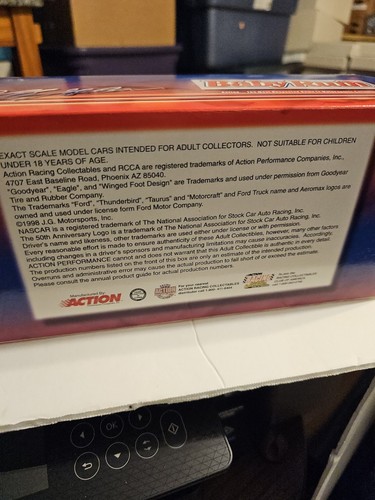 EXACT SCALE MODEL CARS INTENDED FOR ADULT COLLECTORS. NOT SUITABLE FOR CHILDREN
UNDER 18 YEARS OF AGE.
Action Racing Collectables and RCCA are registered trademarks of Action Performance Companies, Inc.,
4707 East Baseline Road, Phoenix AZ 85040.
"Goodyear", "Eagle", and "Winged Foot Design" are Trademarks and used under permission from Goodyear
Tire and Rubber Company.
The Trademarks "Ford", "Thunderbird", "Taurus" and "Motorcraft" and Ford Truck name and Aeromax logos are
owned and used under license form Ford Motor Company.
©1998 J.G. Motorsports, Inc.
NASCAR is a registered trademark of The National Association for Stock Car Auto Racing, Inc.
The 50th Anniversary Logo is a Trademark of The National Association for Stock Car Auto Racing, Inc.
Driver's name and likeness, other trademarks are used either under license or with permission.
Every reasonable effort is made to ensure authenticity of these Adult Collectibles, however, many other factors
including changes in a driver's sponsors and manufacturing limitations may cause inaccuracies. Accordingly,
ACTION PERFORMANCE cannot and does not warrant that this Adult Collectible is authentic in every detail.
The production numbers listed on the front of this box are only an estimate of the intended production.
Overruns and administrative error may cause the actual production to fall short of or exceed the estimate.
Please consult the annual product guide for actual production numbers.
ACTION
For your nearest
ACTION RACING COLLECTABLES
OK